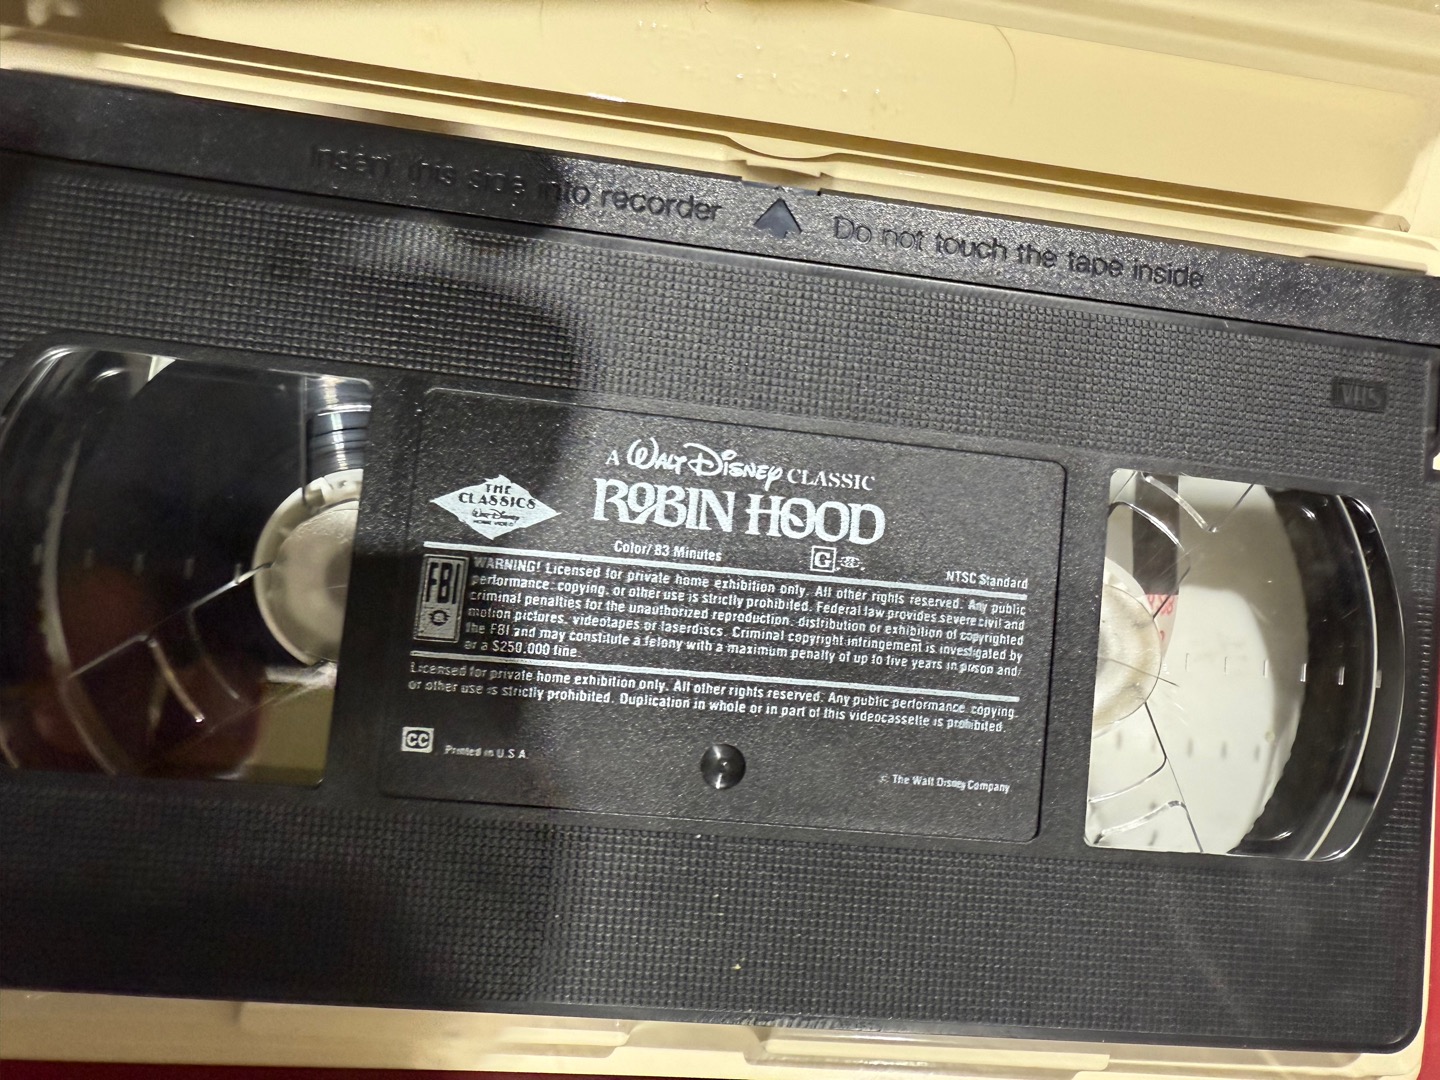 Insert this side into recorder
Do not touch the tape inside
VHS
A WALT DISNEY CLASSIC
THE CLASSICS
Walt Disney
HOME VIDEO
ROBIN HOOD
Color/ 83 Minutes
G
NTSC Standard
FBI
WARNING! Licensed for private home exhibition only. All other rights reserved. Any public
performance, copying, or other use is strictly prohibited. Federal law provides severe civil and
criminal penalties for the unauthorized reproduction, distribution or exhibition of copyrighted
motion pictures, videotapes or laserdiscs. Criminal copyright infringement is investigated by
the FBI and may constitute a felony with a maximum penalty of up to five years in prison and/
or a $250,000 fine.
Licensed for private home exhibition only. All other rights reserved. Any public performance, copying,
or other use is strictly prohibited. Duplication in whole or in part of this videocassette is prohibited.
CC
Printed in U.S.A.
© The Walt Disney Company